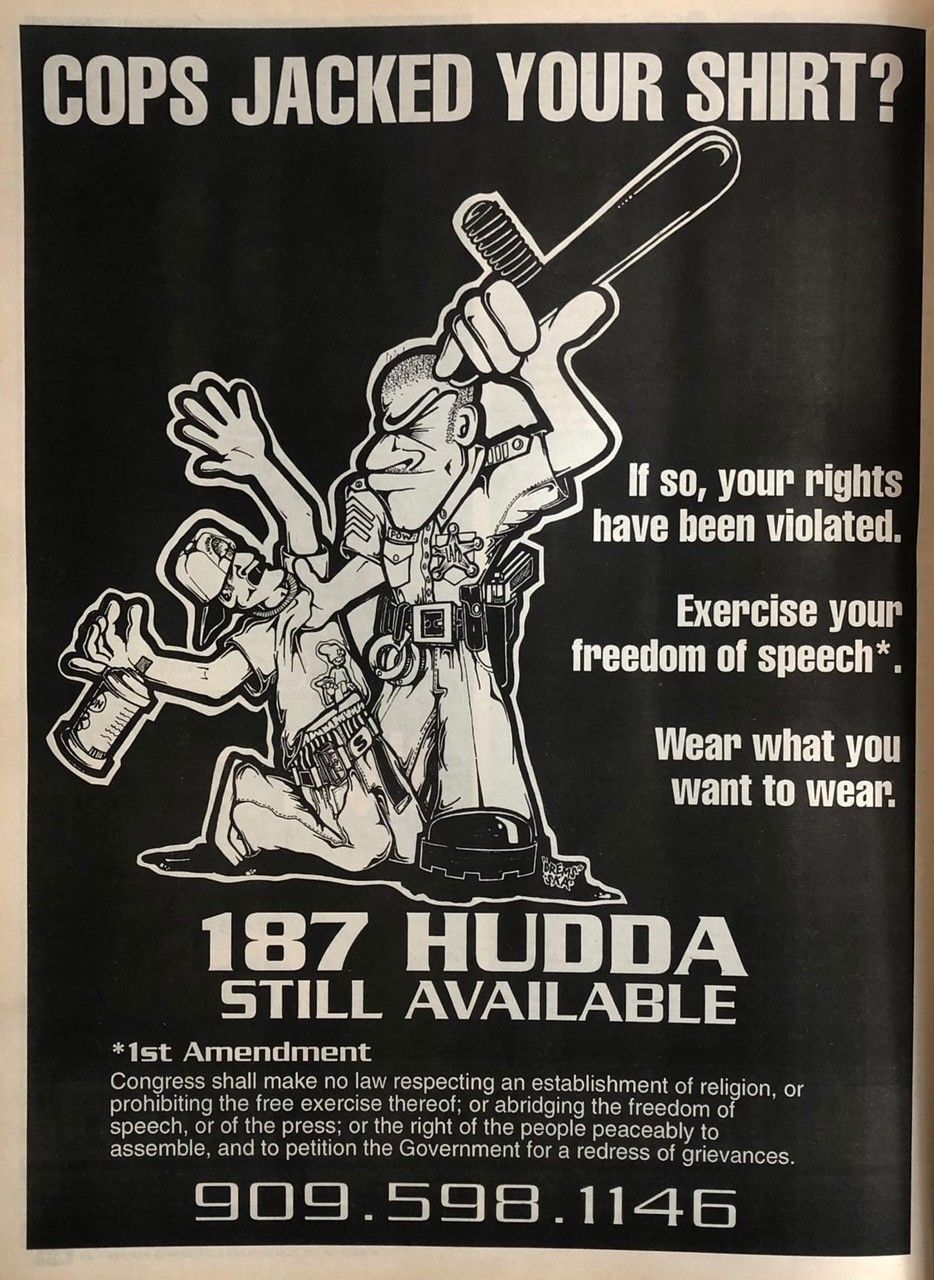 COPS JACKED YOUR SHIRT?
If so, your rights
have been violated.
Exercise your
freedom of speech*.
Wear what you
want to wear.
187 HUDDA
STILL AVAILABLE
*1st Amendment
Congress shall make no law respecting an establishment of religion, or
prohibiting the free exercise thereof; or abridging the freedom of
speech, or of the press; or the right of the people peaceably to
assemble, and to petition the Government for a redress of grievances.
909.598.1146